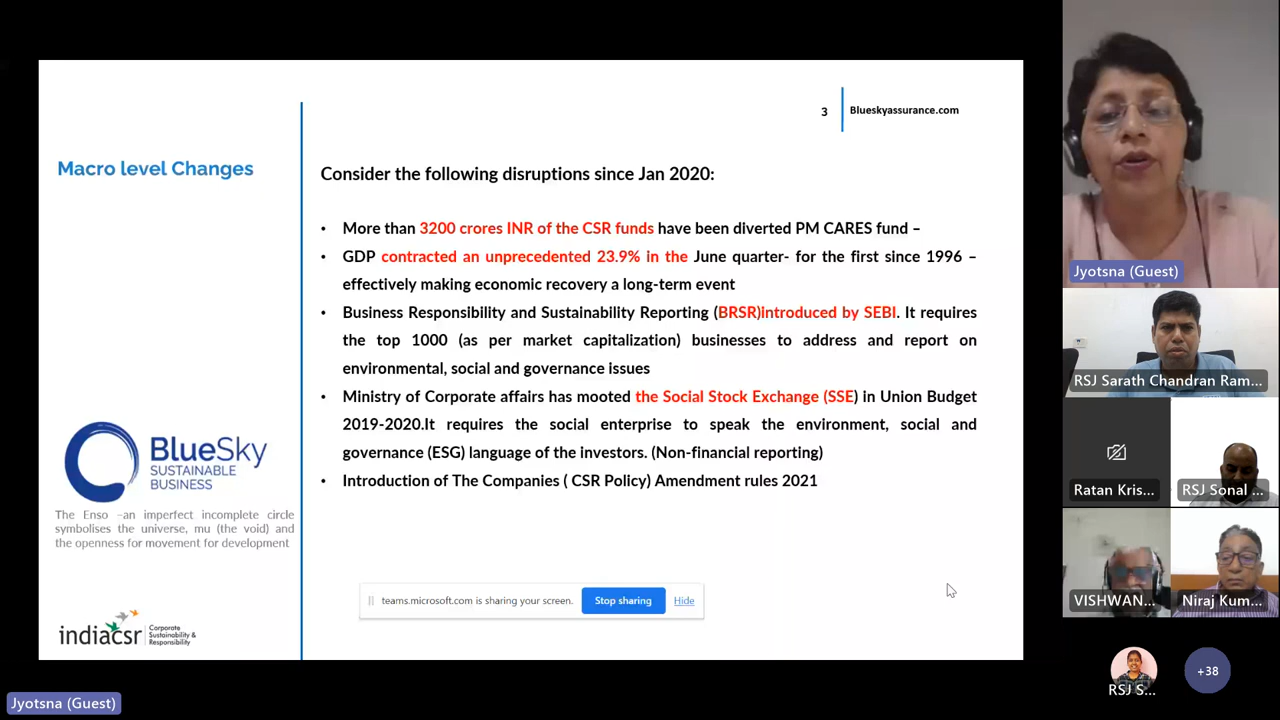 3
Blueskyassurance.com
Macro level Changes
Consider the following disruptions since Jan 2020:
• More than 3200 crores INR of the CSR funds have been diverted PM CARES fund –
• GDP contracted an unprecedented 23.9% in the June quarter- for the first since 1996 –
effectively making economic recovery a long-term event
• Business Responsibility and Sustainability Reporting (BRSR)introduced by SEBI. It requires
the top 1000 (as per market capitalization) businesses to address and report on
environmental, social and governance issues
• Ministry of Corporate affairs has mooted the Social Stock Exchange (SSE) in Union Budget
2019-2020.It requires the social enterprise to speak the environment, social and
governance (ESG) language of the investors. (Non-financial reporting)
• Introduction of The Companies ( CSR Policy) Amendment rules 2021
BlueSky
SUSTAINABLE
BUSINESS
The Enso –an imperfect incomplete circle
symbolises the universe, mu (the void) and
the openness for movement for development
indiacsr
Corporate
Sustainability &
Responsibility
teams.microsoft.com is sharing your screen. Stop sharing Hide
Jyotsna (Guest)
RSJ Sarath Chandran Ram...
Ratan Kris...
RSJ Sonal ...
VISHWAN...
Niraj Kum...
RSJ S...
+38
Jyotsna (Guest)